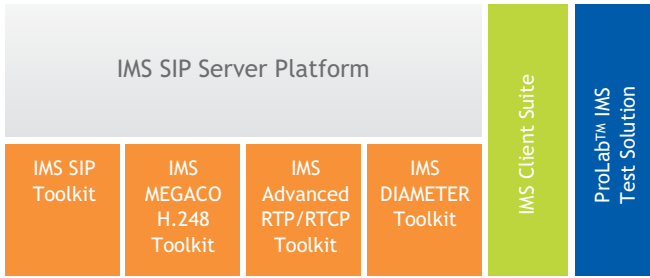 IMS SIP Server Platform
IMS SIP
Toolkit
IMS
MEGACO
H.248
Toolkit
IMS
Advanced
RTP/RTCP
Toolkit
IMS
DIAMETER
Toolkit
IMS Client Suite
ProLab™ IMS
Test Solution